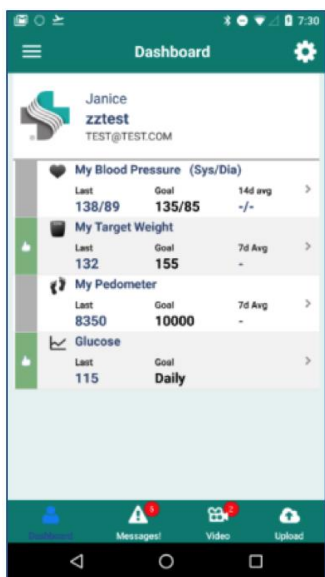 7:30
Dashboard
Janice
zztest
TEST@TEST.COM
My Blood Pressure (Sys/Dia)
Last Goal 14d avg
138/89 135/85 -/-
My Target Weight
Last Goal 7d Avg
132 155 -
My Pedometer
Last Goal 7d Avg
8350 10000 -
Glucose
Last Goal
115 Daily
5 2
Dashboard Messages! Video Upload